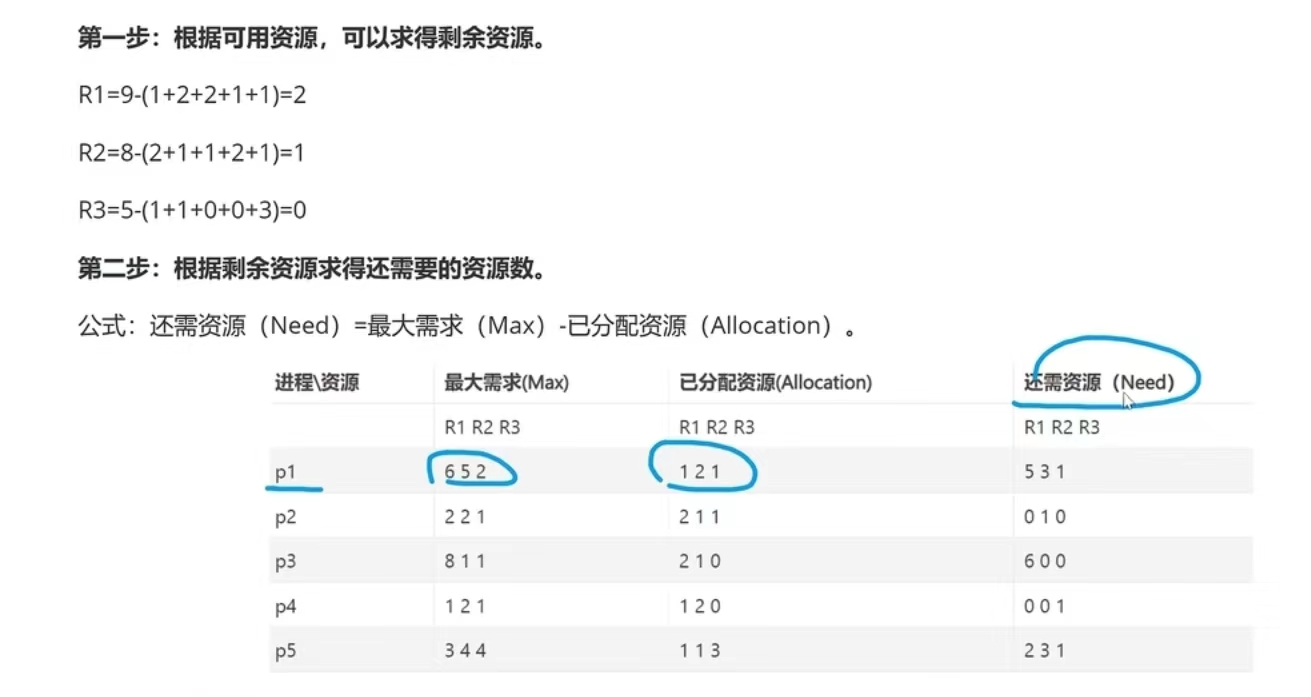 第一步：根据可用资源，可以求得剩余资源。
R1=9-(1+2+2+1+1)=2
R2=8-(2+1+1+2+1)=1
R3=5-(1+1+0+0+3)=0
第二步：根据剩余资源求得还需要的资源数。
公式：还需资源（Need）=最大需求（Max）-已分配资源（Allocation）。
进程\资源 最大需求(Max) 已分配资源(Allocation) 还需资源（Need）
R1 R2 R3 R1 R2 R3 R1 R2 R3
p1 6 5 2 1 2 1 5 3 1
p2 2 2 1 2 1 1 0 1 0
p3 8 1 1 2 1 0 6 0 0
p4 1 2 1 1 2 0 0 0 1
p5 3 4 4 1 1 3 2 3 1